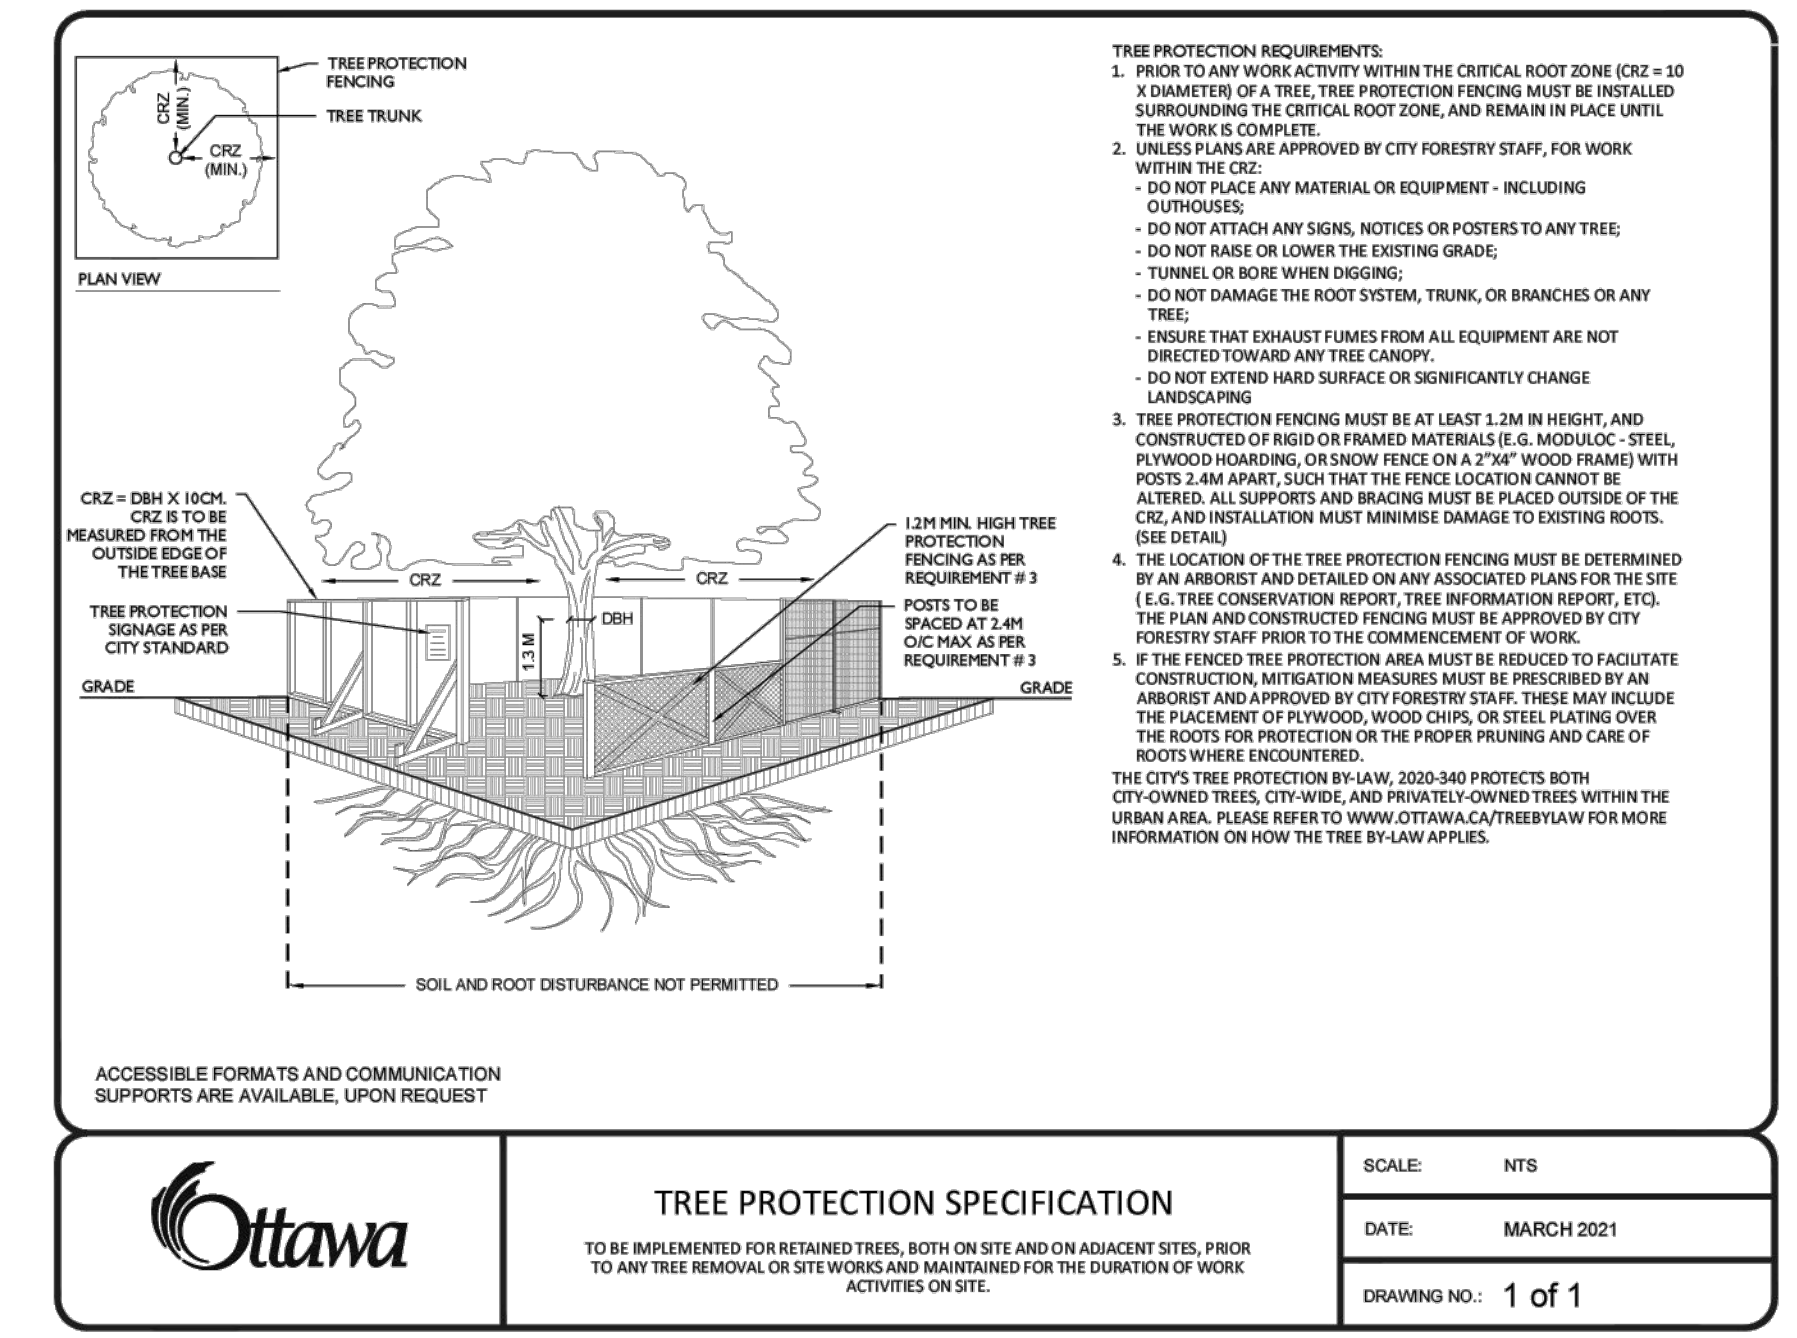 TREE PROTECTION
FENCING
TREE TRUNK
CRZ
(MIN.)
CRZ
(MIN.)
PLAN VIEW
CRZ = DBH X 10CM.
CRZ IS TO BE
MEASURED FROM THE
OUTSIDE EDGE OF
THE TREE BASE
TREE PROTECTION
SIGNAGE AS PER
CITY STANDARD
GRADE
CRZ
CRZ
DBH
1.3 M
1.2M MIN. HIGH TREE
PROTECTION
FENCING AS PER
REQUIREMENT # 3
POSTS TO BE
SPACED AT 2.4M
O/C MAX AS PER
REQUIREMENT # 3
GRADE
SOIL AND ROOT DISTURBANCE NOT PERMITTED
ACCESSIBLE FORMATS AND COMMUNICATION
SUPPORTS ARE AVAILABLE, UPON REQUEST
TREE PROTECTION REQUIREMENTS:
1. PRIOR TO ANY WORK ACTIVITY WITHIN THE CRITICAL ROOT ZONE (CRZ = 10
X DIAMETER) OF A TREE, TREE PROTECTION FENCING MUST BE INSTALLED
SURROUNDING THE CRITICAL ROOT ZONE, AND REMAIN IN PLACE UNTIL
THE WORK IS COMPLETE.
2. UNLESS PLANS ARE APPROVED BY CITY FORESTRY STAFF, FOR WORK
WITHIN THE CRZ:
- DO NOT PLACE ANY MATERIAL OR EQUIPMENT - INCLUDING
OUTHOUSES;
- DO NOT ATTACH ANY SIGNS, NOTICES OR POSTERS TO ANY TREE;
- DO NOT RAISE OR LOWER THE EXISTING GRADE;
- TUNNEL OR BORE WHEN DIGGING;
- DO NOT DAMAGE THE ROOT SYSTEM, TRUNK, OR BRANCHES OR ANY
TREE;
- ENSURE THAT EXHAUST FUMES FROM ALL EQUIPMENT ARE NOT
DIRECTED TOWARD ANY TREE CANOPY.
- DO NOT EXTEND HARD SURFACE OR SIGNIFICANTLY CHANGE
LANDSCAPING
3. TREE PROTECTION FENCING MUST BE AT LEAST 1.2M IN HEIGHT, AND
CONSTRUCTED OF RIGID OR FRAMED MATERIALS (E.G. MODULOC - STEEL,
PLYWOOD HOARDING, OR SNOW FENCE ON A 2"X4" WOOD FRAME) WITH
POSTS 2.4M APART, SUCH THAT THE FENCE LOCATION CANNOT BE
ALTERED. ALL SUPPORTS AND BRACING MUST BE PLACED OUTSIDE OF THE
CRZ, AND INSTALLATION MUST MINIMISE DAMAGE TO EXISTING ROOTS.
(SEE DETAIL)
4. THE LOCATION OF THE TREE PROTECTION FENCING MUST BE DETERMINED
BY AN ARBORIST AND DETAILED ON ANY ASSOCIATED PLANS FOR THE SITE
( E.G. TREE CONSERVATION REPORT, TREE INFORMATION REPORT, ETC).
THE PLAN AND CONSTRUCTED FENCING MUST BE APPROVED BY CITY
FORESTRY STAFF PRIOR TO THE COMMENCEMENT OF WORK.
5. IF THE FENCED TREE PROTECTION AREA MUST BE REDUCED TO FACILITATE
CONSTRUCTION, MITIGATION MEASURES MUST BE PRESCRIBED BY AN
ARBORIST AND APPROVED BY CITY FORESTRY STAFF. THESE MAY INCLUDE
THE PLACEMENT OF PLYWOOD, WOOD CHIPS, OR STEEL PLATING OVER
THE ROOTS FOR PROTECTION OR THE PROPER PRUNING AND CARE OF
ROOTS WHERE ENCOUNTERED.
THE CITY'S TREE PROTECTION BY-LAW, 2020-340 PROTECTS BOTH
CITY-OWNED TREES, CITY-WIDE, AND PRIVATELY-OWNED TREES WITHIN THE
URBAN AREA. PLEASE REFER TO WWW.OTTAWA.CA/TREEBYLAW FOR MORE
INFORMATION ON HOW THE TREE BY-LAW APPLIES.
Ottawa
TREE PROTECTION SPECIFICATION
TO BE IMPLEMENTED FOR RETAINED TREES, BOTH ON SITE AND ON ADJACENT SITES, PRIOR
TO ANY TREE REMOVAL OR SITE WORKS AND MAINTAINED FOR THE DURATION OF WORK
ACTIVITIES ON SITE.
SCALE: NTS
DATE: MARCH 2021
DRAWING NO.: 1 of 1